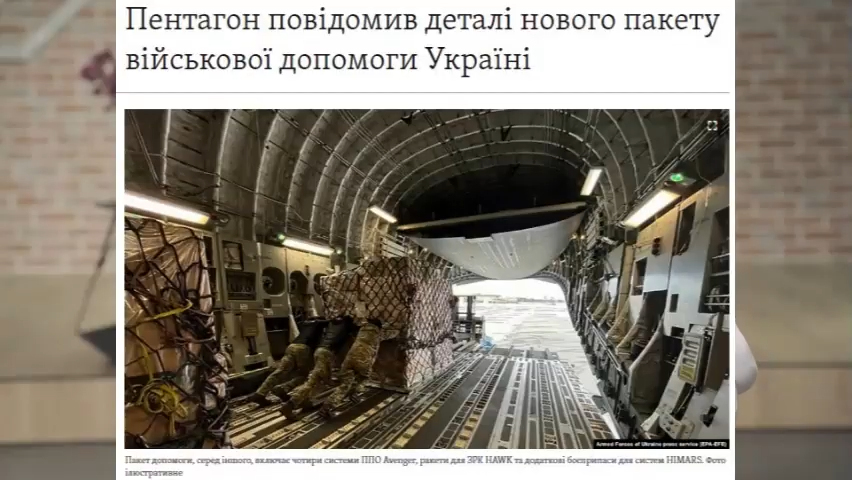 Пентагон повідомив деталі нового пакету
військової допомоги Україні
Armed Forces of Ukraine press service (EPA-EFE)
Пакет допомоги, серед іншого, включає чотири системи ППО Avenger, ракети для ЗРК HAWK та додаткові боєприпаси для систем HIMARS. Фото
ілюстративне